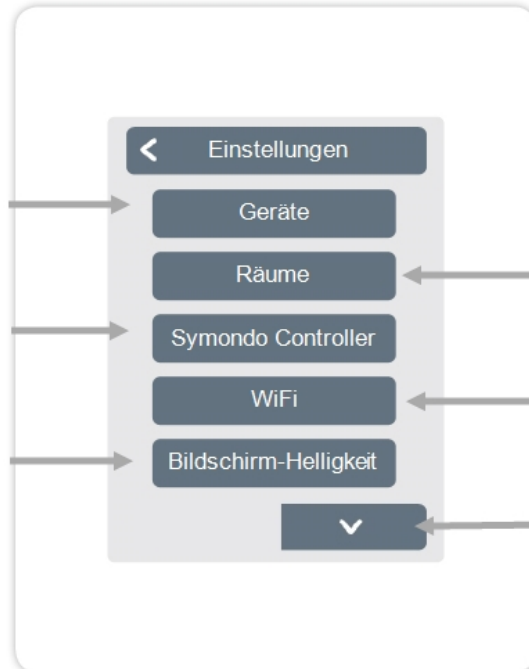 Einstellungen
Geräte
Räume
Symondo Controller
WiFi
Bildschirm-Helligkeit